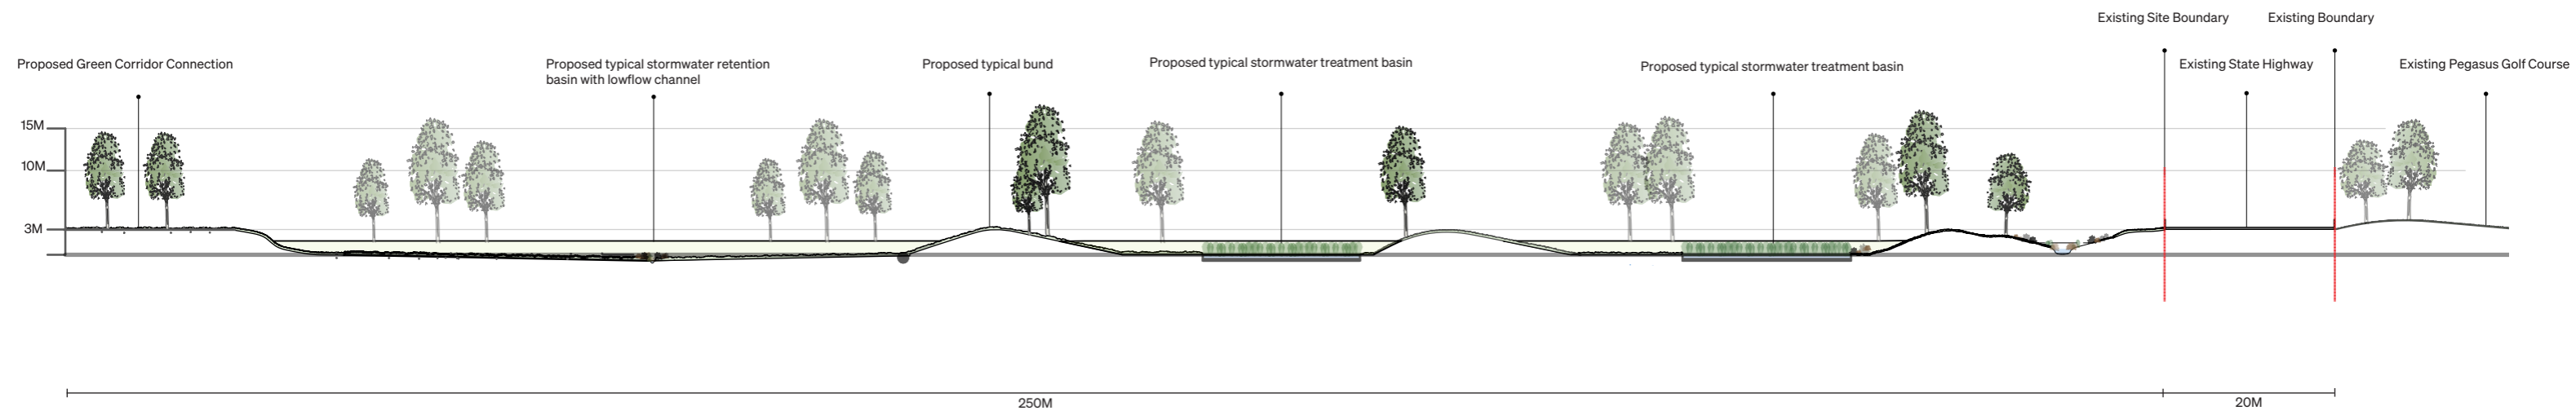 Existing Site Boundary
Existing Boundary
Proposed Green Corridor Connection
Proposed typical stormwater retention
basin with lowflow channel
Proposed typical bund
Proposed typical stormwater treatment basin
Proposed typical stormwater treatment basin
Existing State Highway
Existing Pegasus Golf Course
15M
10M
3M
250M
20M